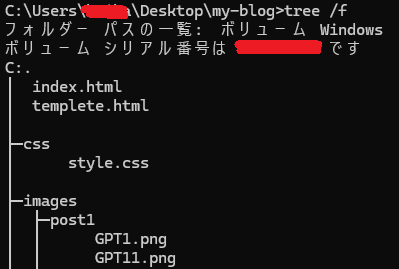 C:\Users\ \Desktop\my-blog>tree /f
フォルダー パスの一覧: ボリューム Windows
ボリューム シリアル番号は です
C:.
index.html
templete.html
css
style.css
images
post1
GPT1.png
GPT11.png